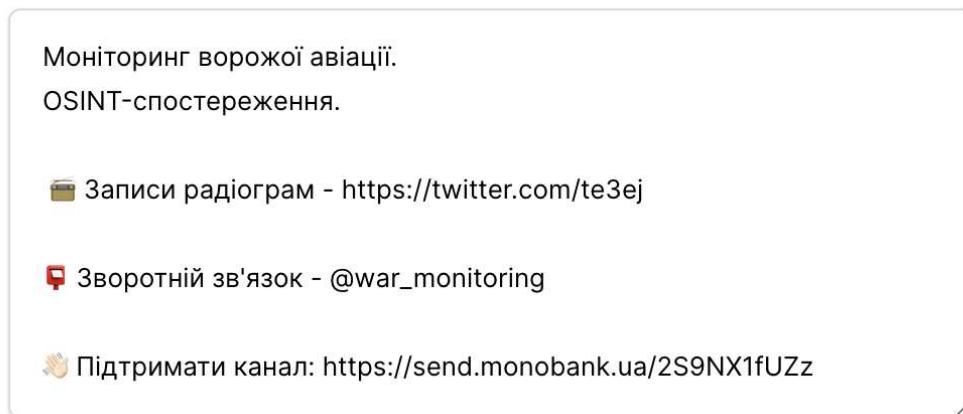 Моніторинг ворожої авіації.
OSINT-спостереження.
📻 Записи радіограм - https://twitter.com/te3ej
📮 Зворотній зв'язок - @war_monitoring
👋🏻 Підтримати канал: https://send.monobank.ua/2S9NX1fUZz